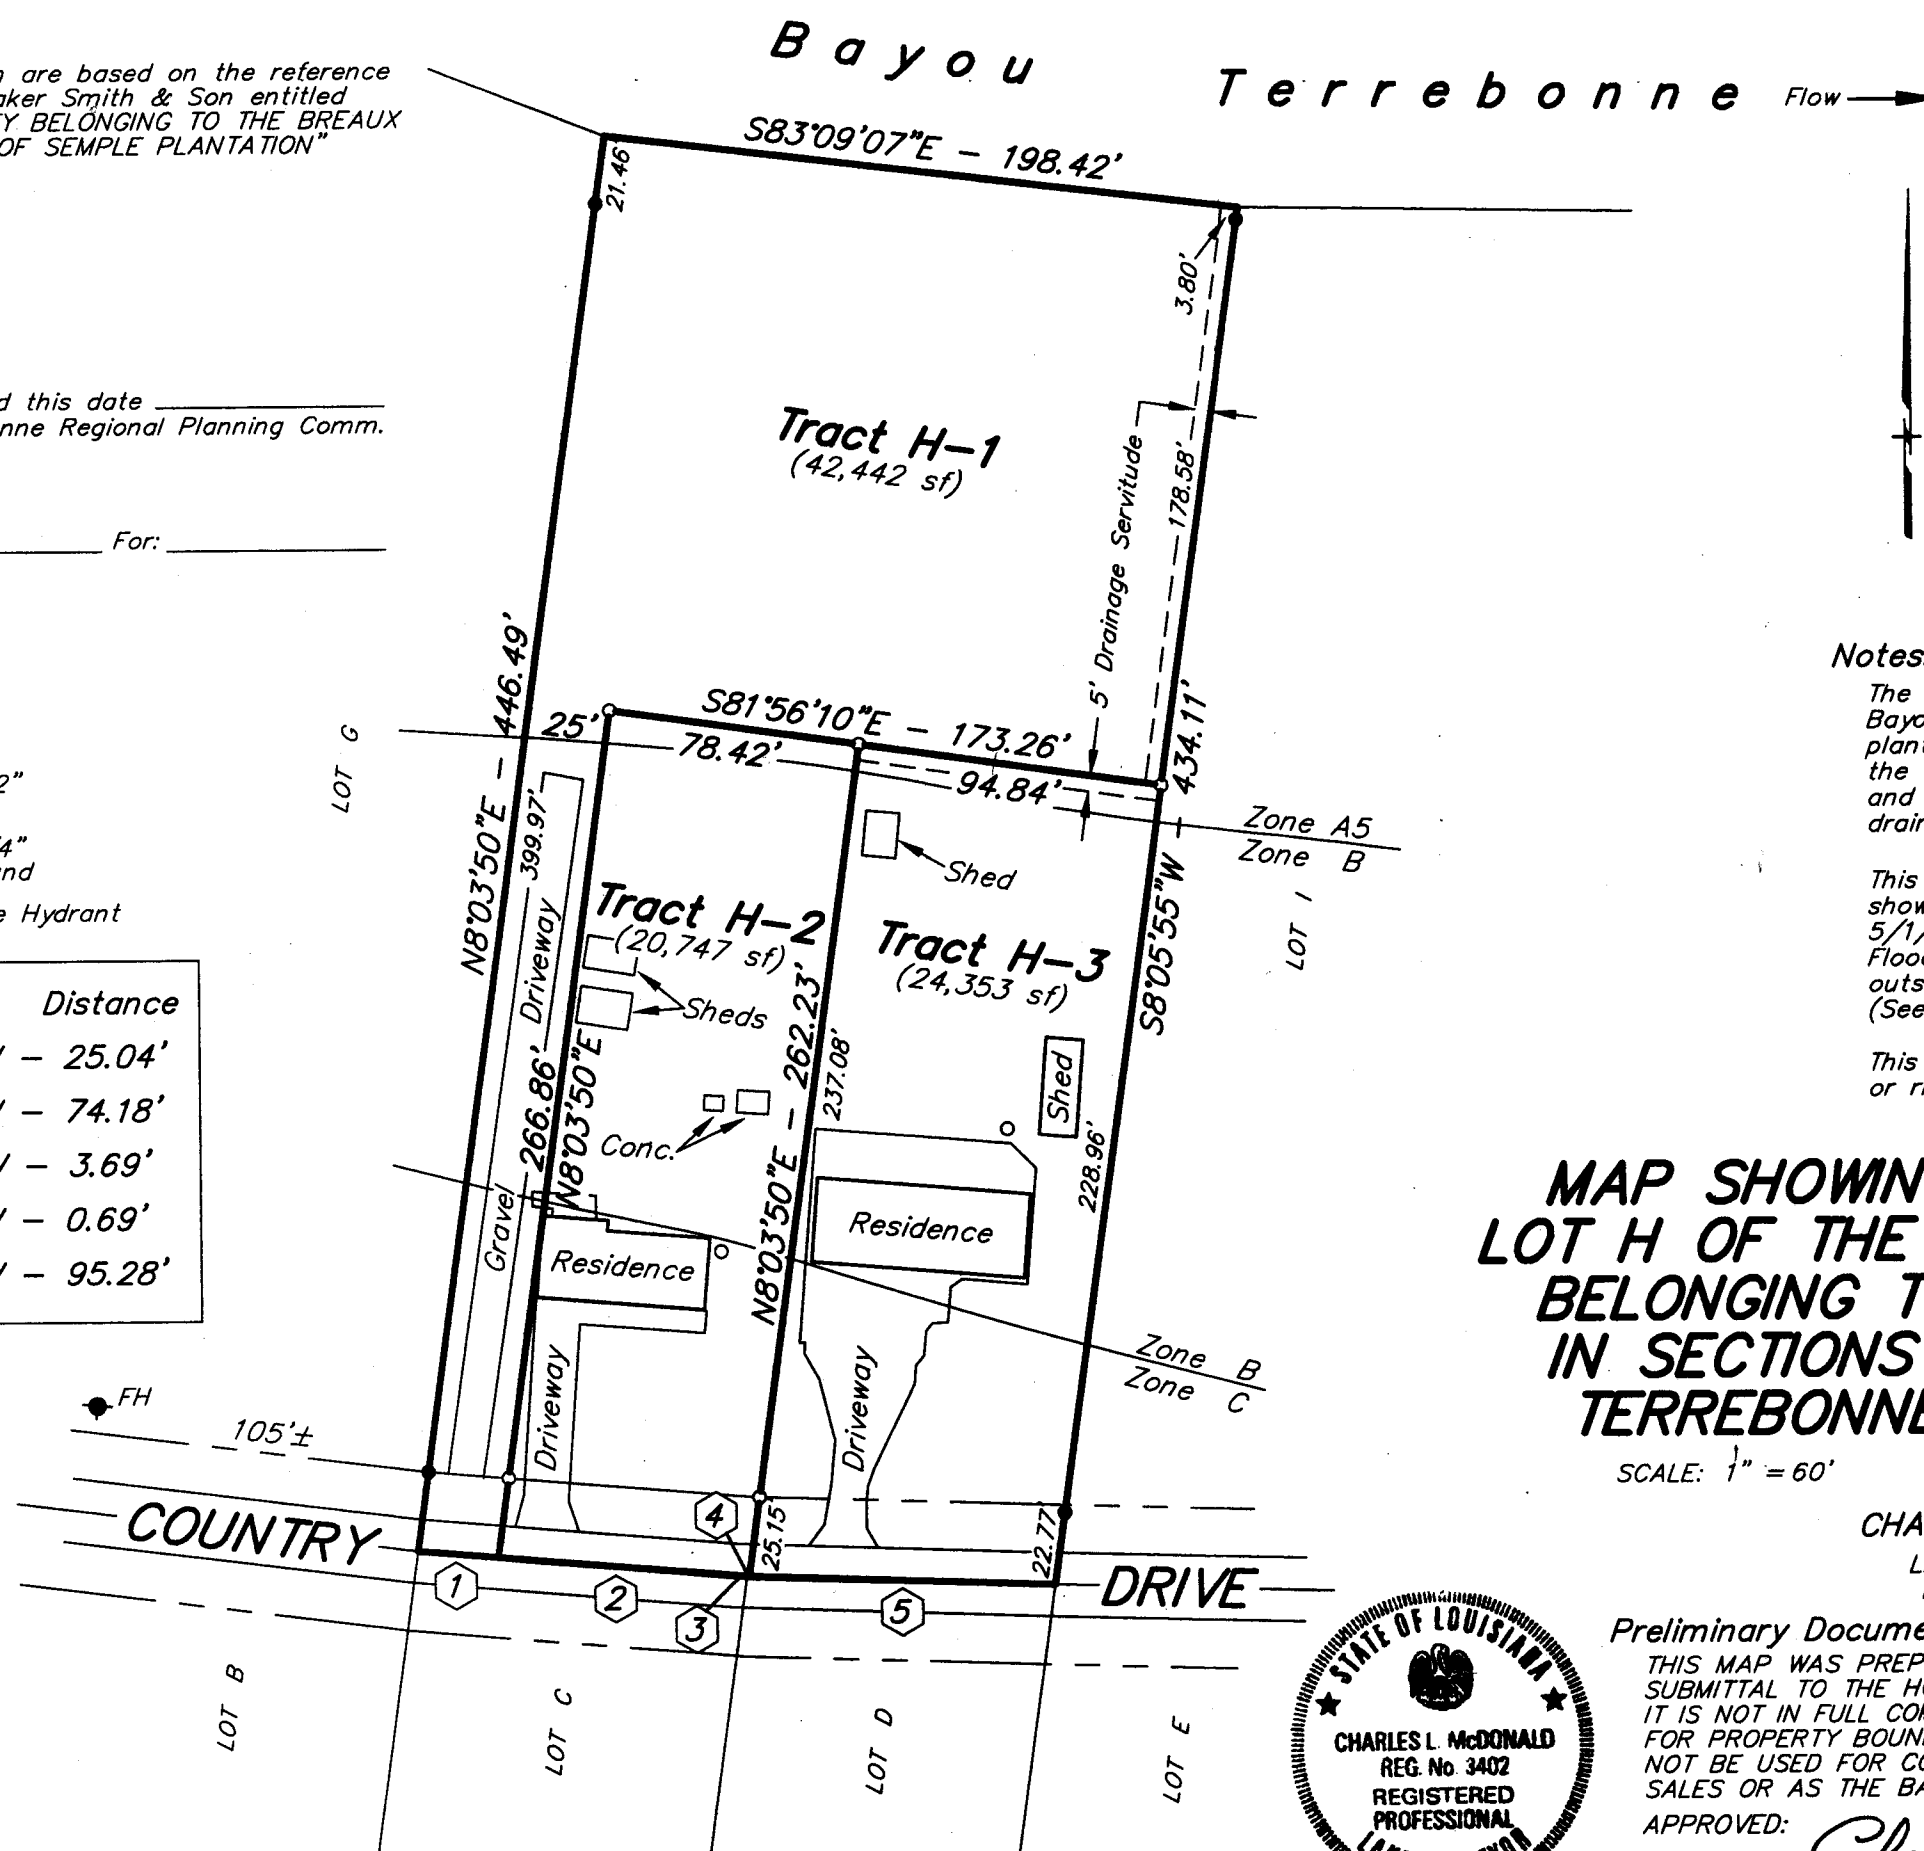 Bayou Terrebonne
Flow
are based on the reference
aker Smith & Son entitled
Y BELONGING TO THE BREAUX
OF SEMPLE PLANTATION"
S83°09'07"E - 198.42'
21.46'
3.80'
this date
nne Regional Planning Comm.
For:
Tract H-1
(42,442 sf)
5' Drainage Servitude
178.58'
N8°03'50"E - 446.49'
434.11'
S8°05'55"W
LOT G
25'
S81°56'10"E - 173.26'
78.42'
94.84'
Zone A5
Zone B
Notes
The
Bayo
plant
the
and
drain
2"
4"
nd
e Hydrant
399.97'
Driveway
Gravel
Shed
Tract H-2
(20,747 sf)
Tract H-3
(24,353 sf)
Sheds
LOT I
This
show
5/1/
Flood
outs
(See
Distance
- 25.04'
- 74.18'
- 3.69'
- 0.69'
- 95.28'
266.86'
N8°03'50"E
N8°03'50"E - 262.23'
237.08'
Shed
228.96'
Conc.
This
or ri
Residence
Residence
MAP SHOWIN
LOT H OF THE
BELONGING T
IN SECTIONS
TERREBONNE
SCALE: 1" = 60'
Zone B
Zone C
Driveway
Driveway
FH
105'±
COUNTRY DRIVE
4
25.15'
22.77'
1
2
3
5
CHA
L
LOT B
LOT C
LOT D
LOT E
STATE OF LOUISIANA
CHARLES L. McDONALD
REG. No. 3402
REGISTERED
PROFESSIONAL
Preliminary Docume
THIS MAP WAS PREP
SUBMITTAL TO THE HO
IT IS NOT IN FULL COM
FOR PROPERTY BOUN
NOT BE USED FOR CO
SALES OR AS THE BA
APPROVED: